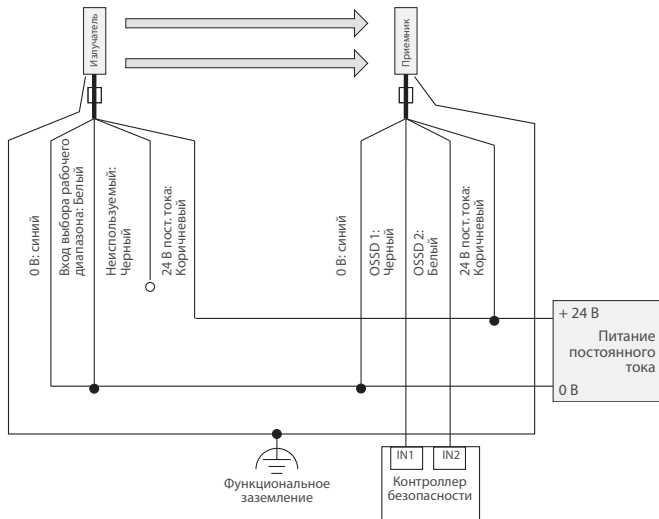 Излучатель
Приемник
0 В: синий
Вход выбора рабочего
диапазона: Белый
Неиспользуемый:
Черный
24 В пост. тока:
Коричневый
0 В: синий
OSSD 1:
Черный
OSSD 2:
Белый
24 В пост. тока:
Коричневый
+ 24 В
Питание
постоянного
тока
0 В
IN1
IN2
Контроллер
безопасности
Функциональное
заземление